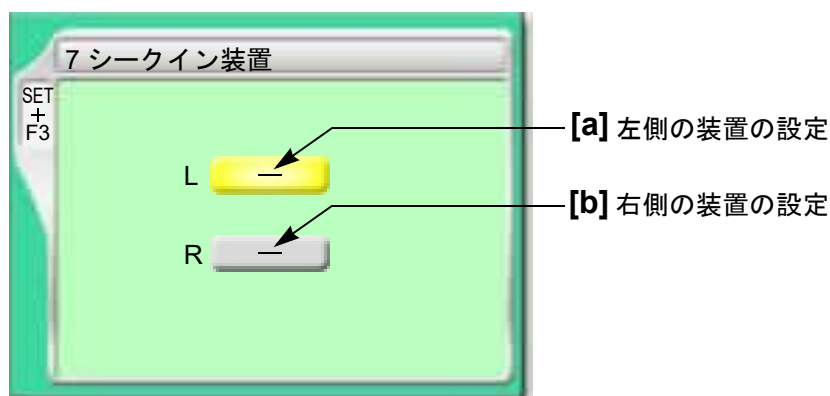 7 シークイン装置
SET
+
F3
L —
[a] 左側の装置の設定
R —
[b] 右側の装置の設定